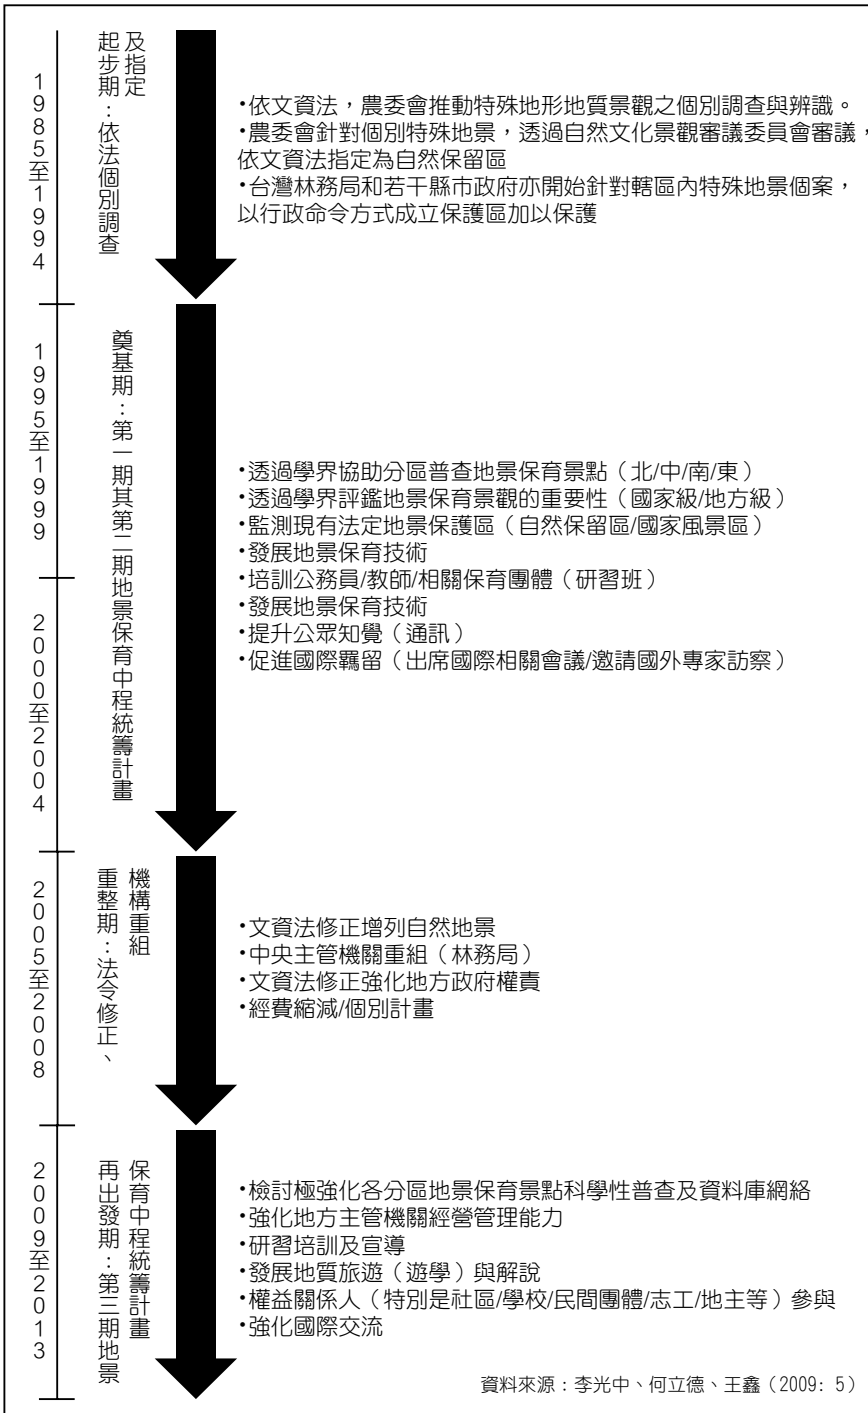 1985至1994
起步期：依法個別調查
及指定
•依文資法，農委會推動特殊地形地質景觀之個別調查與辨識。
•農委會針對個別特殊地景，透過自然文化景觀審議委員會審議，
依文資法指定為自然保留區
•台灣林務局和若干縣市政府亦開始針對轄區內特殊地景個案，
以行政命令方式成立保護區加以保護
1995至1999
2000至2004
奠基期：第一期其第二期地景保育中程統籌計畫
•透過學界協助分區普查地景保育景點（北/中/南/東）
•透過學界評鑑地景保育景觀的重要性（國家級/地方級）
•監測現有法定地景保護區（自然保留區/國家風景區）
•發展地景保育技術
•培訓公務員/教師/相關保育團體（研習班）
•發展地景保育技術
•提升公眾知覺（通訊）
•促進國際羈留（出席國際相關會議/邀請國外專家訪察）
2005至2008
重整期：法令修正、
機構重組
•文資法修正增列自然地景
•中央主管機關重組（林務局）
•文資法修正強化地方政府權責
•經費縮減/個別計畫
2009至2013
再出發期：第三期地景
保育中程統籌計畫
•檢討極強化各分區地景保育景點科學性普查及資料庫網絡
•強化地方主管機關經營管理能力
•研習培訓及宣導
•發展地質旅遊（遊學）與解說
•權益關係人（特別是社區/學校/民間團體/志工/地主等）參與
•強化國際交流
資料來源：李光中、何立德、王鑫（2009: 5）